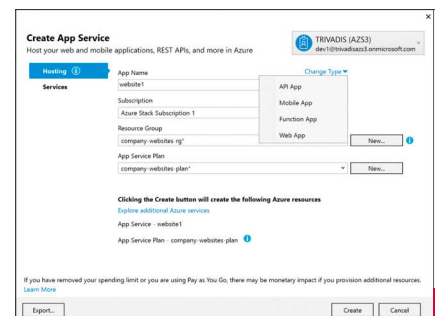 Create App Service
Host your web and mobile applications, REST APIs, and more in Azure
TRIVADIS (AZS3)
dev1@trivadisazs3.onmicrosoft.com
Hosting
Services
App Name
Change Type
website1
API App
Mobile App
Function App
Web App
Subscription
Azure Stack Subscription 1
Resource Group
company-websites-rg*
New...
App Service Plan
company-websites-plan*
New...
Clicking the Create button will create the following Azure resources
Explore additional Azure services
App Service - website1
App Service Plan - company-websites-plan
If you have removed your spending limit or you are using Pay as You Go, there may be monetary impact if you provision additional resources.
Learn More
Export...
Create
Cancel